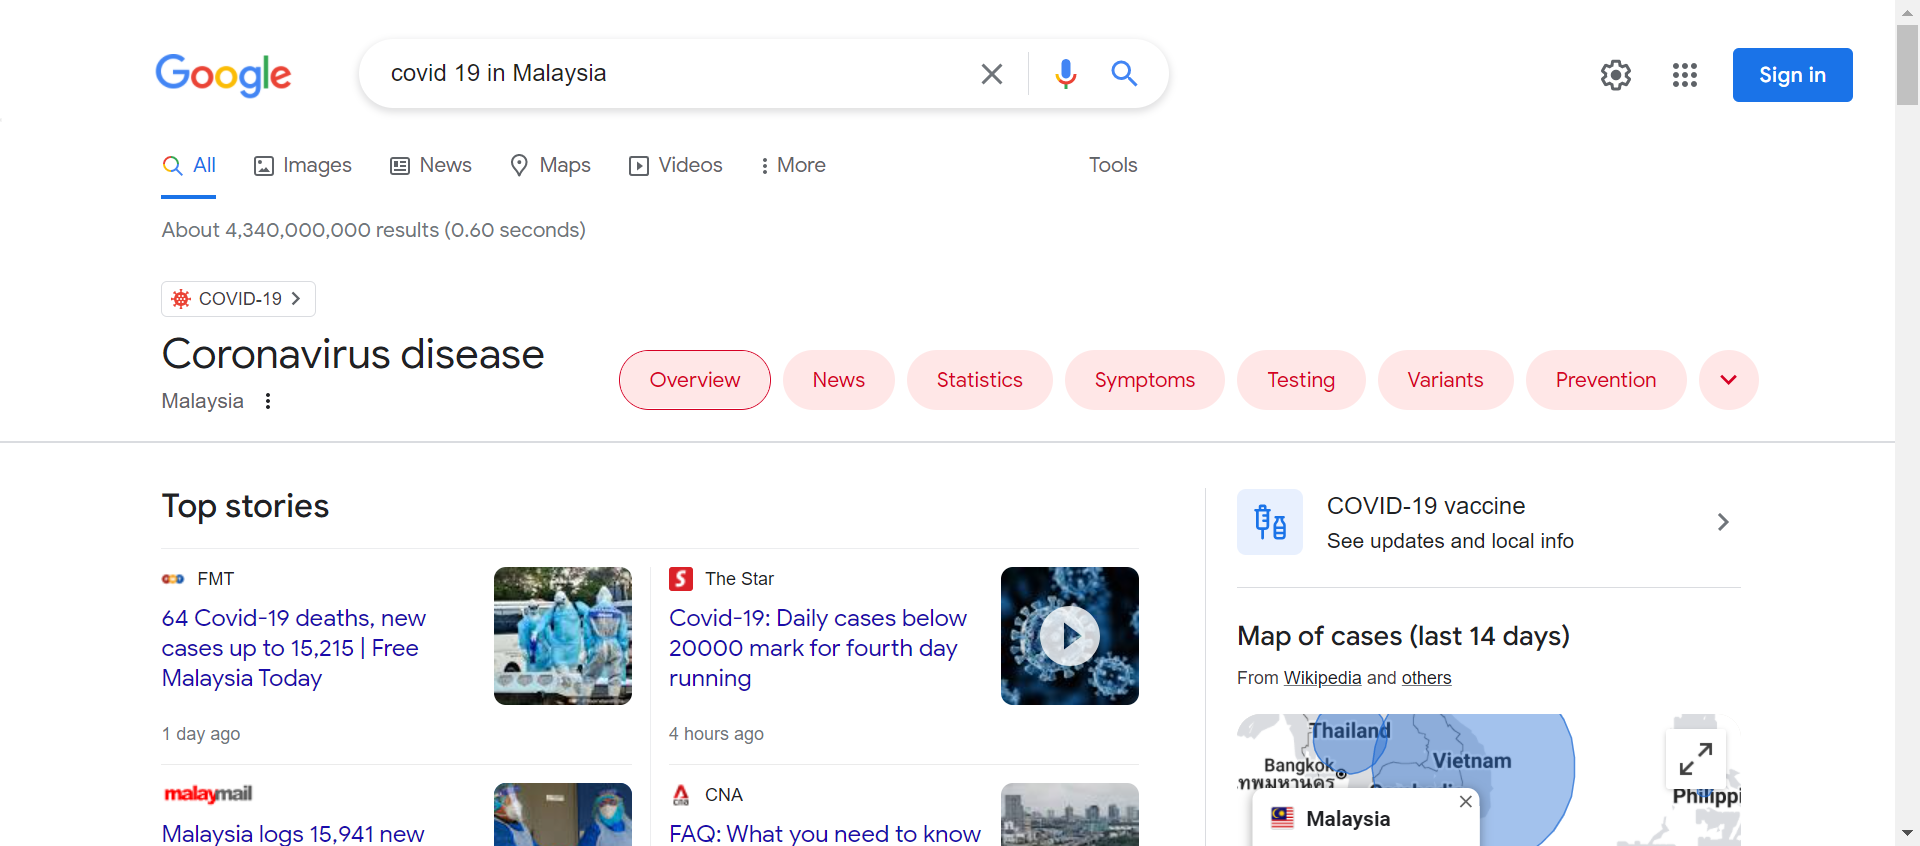 Google
covid 19 in Malaysia
Sign in
All
Images
News
Maps
Videos
More
Tools
About 4,340,000,000 results (0.60 seconds)
COVID-19
Coronavirus disease
Malaysia
Overview
News
Statistics
Symptoms
Testing
Variants
Prevention
Top stories
FMT
64 Covid-19 deaths, new
cases up to 15,215 | Free
Malaysia Today
1 day ago
S The Star
Covid-19: Daily cases below
20000 mark for fourth day
running
4 hours ago
malaymail
Malaysia logs 15,941 new
cna CNA
FAQ: What you need to know
COVID-19 vaccine
See updates and local info
Map of cases (last 14 days)
From Wikipedia and others
Thailand
Bangkok
Vietnam
Philippi
Malaysia